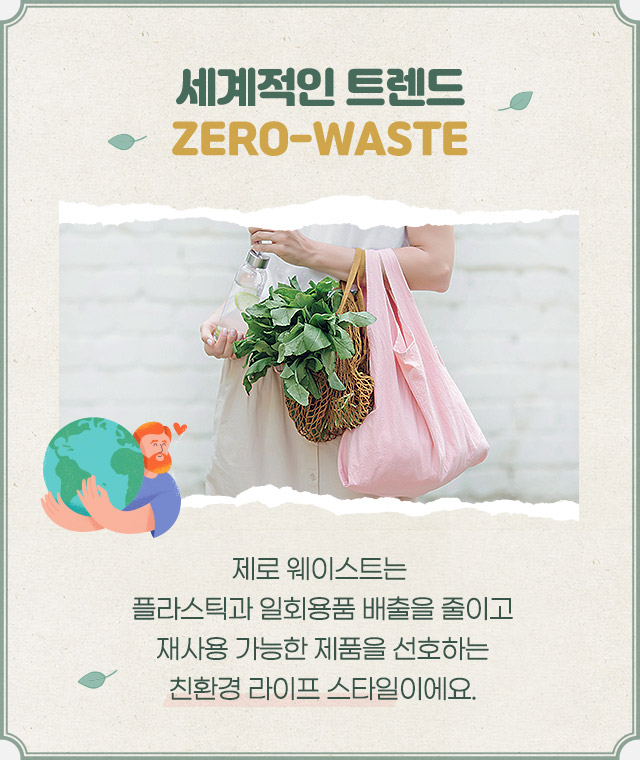 세계적인 트렌드
ZERO-WASTE
제로 웨이스트는
플라스틱과 일회용품 배출을 줄이고
재사용 가능한 제품을 선호하는
친환경 라이프 스타일이에요.